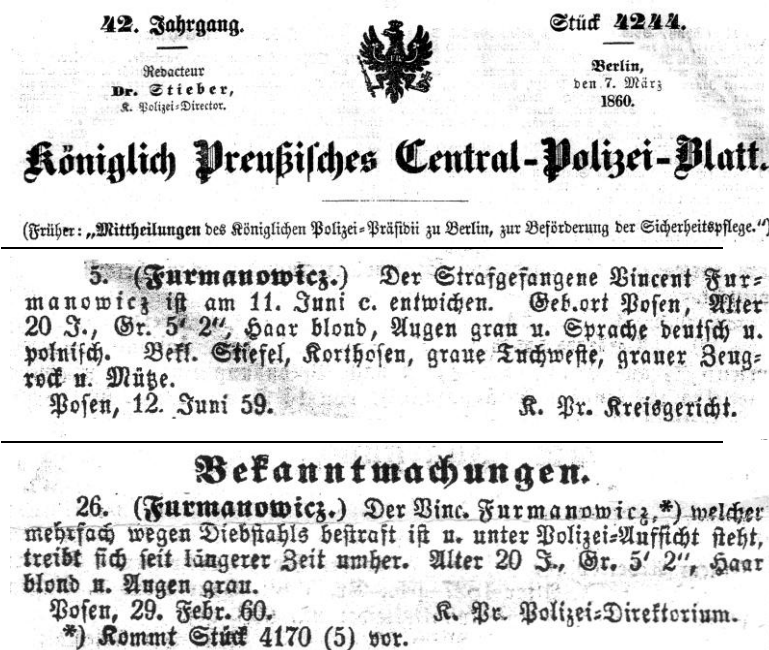 42. Jahrgang.
Stück 4244.
Redacteur
Dr. Stieber,
K. Polizei-Director.
Berlin,
den 7. März
1860.
Königlich Preußisches Central-Polizei-Blatt.
(Früher: „Mittheilungen des Königlichen Polizei-Präsidii zu Berlin, zur Beförderung der Sicherheitspflege.“)
5. (Furmanowicz.) Der Strafgefangene Vincent Fur-
manowicz ist am 11. Juni c. entwichen. Geb.ort Posen, Alter
20 J., Gr. 5' 2", Haar blond, Augen grau u. Sprache deutsch u.
polnisch. Bekl. Stiefel, Korthosen, graue Tuchweste, grauer Zeug-
rock u. Mütze.
Posen, 12. Juni 59. K. Pr. Kreisgericht.
Bekanntmachungen.
26. (Furmanowicz.) Der Vinc. Furmanowicz,*) welcher
mehrfach wegen Diebstahls bestraft ist u. unter Polizei-Aufsicht steht,
treibt sich seit längerer Zeit umher. Alter 20 J., Gr. 5' 2", Haar
blond u. Augen grau.
Posen, 29. Febr. 60. K. Pr. Polizei-Direktorium.
*) Kommt Stück 4170 (5) vor.